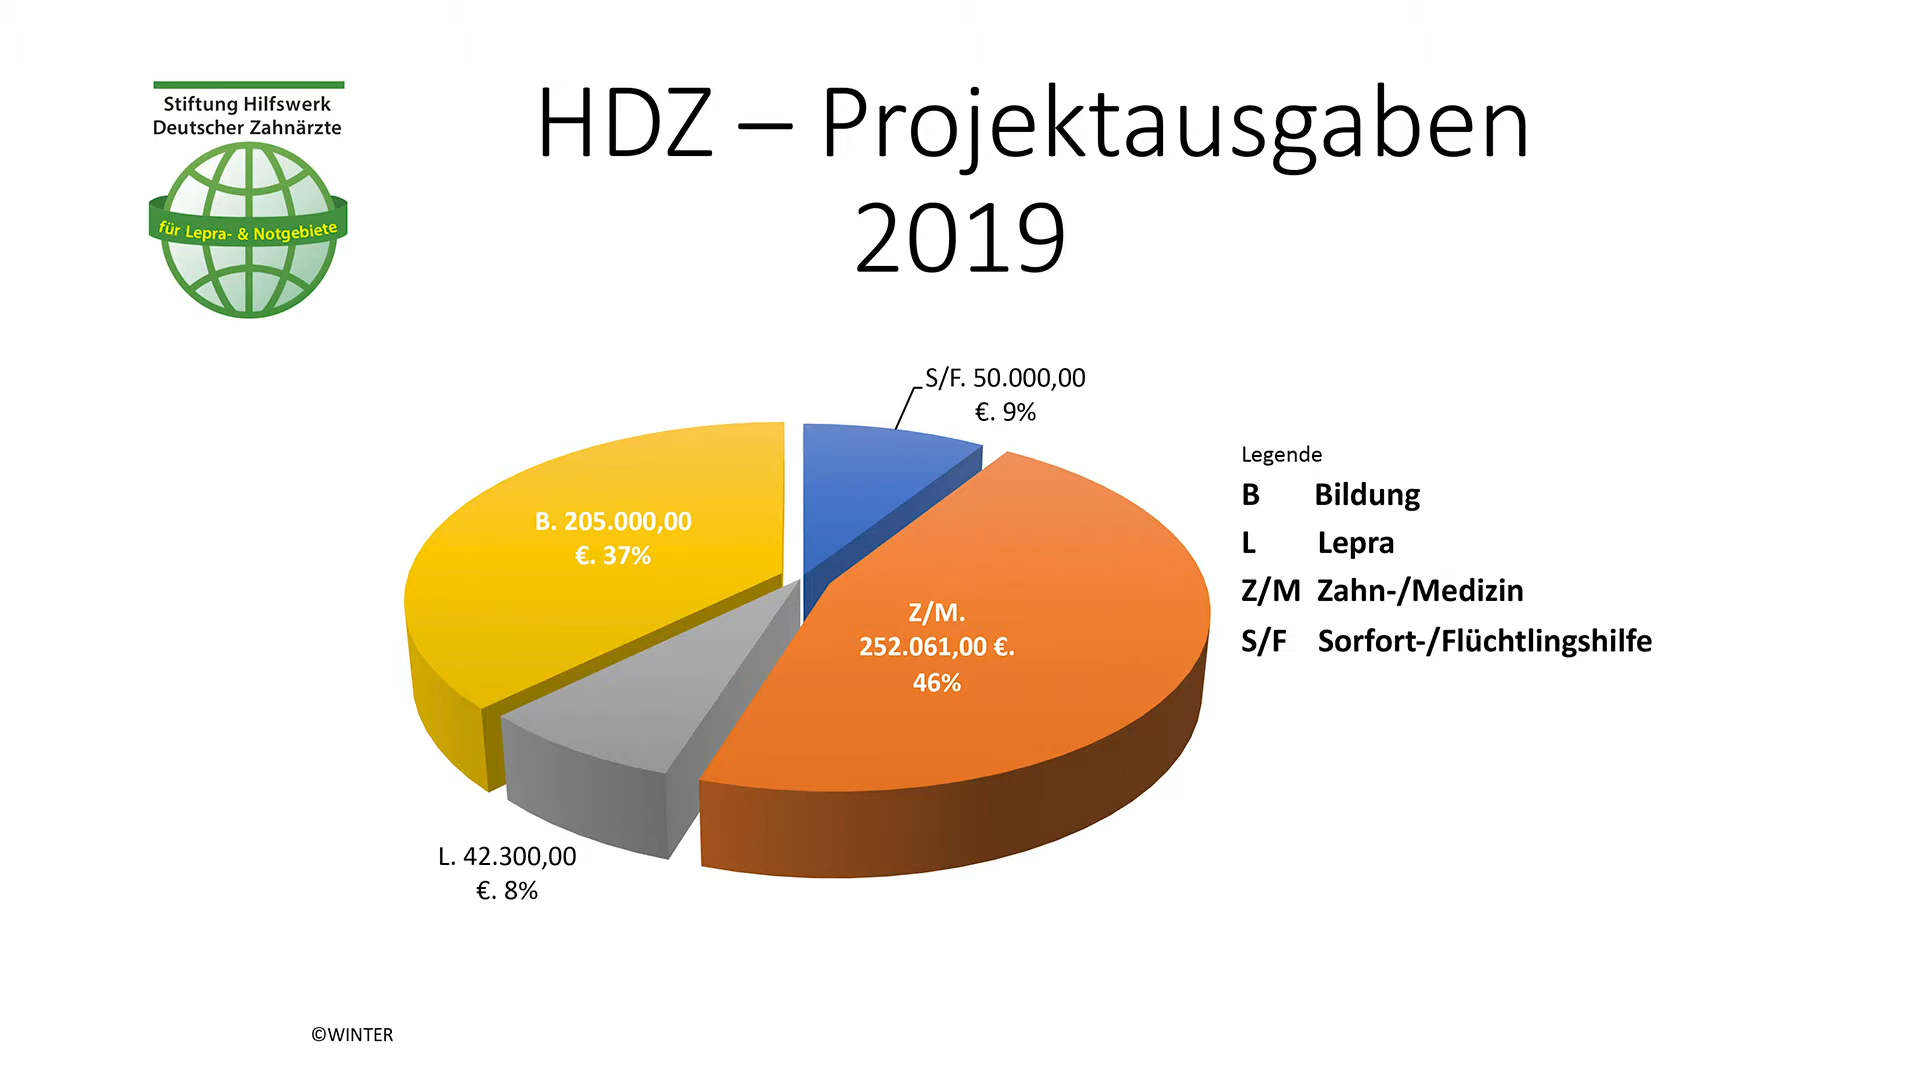 Stiftung Hilfswerk
Deutscher Zahnärzte
für Lepra- & Notgebiete
HDZ – Projektausgaben
2019
S/F. 50.000,00
€. 9%
B. 205.000,00
€. 37%
Z/M.
252.061,00 €.
46%
L. 42.300,00
€. 8%
Legende
B Bildung
L Lepra
Z/M Zahn-/Medizin
S/F Sorfort-/Flüchtlingshilfe
©WINTER